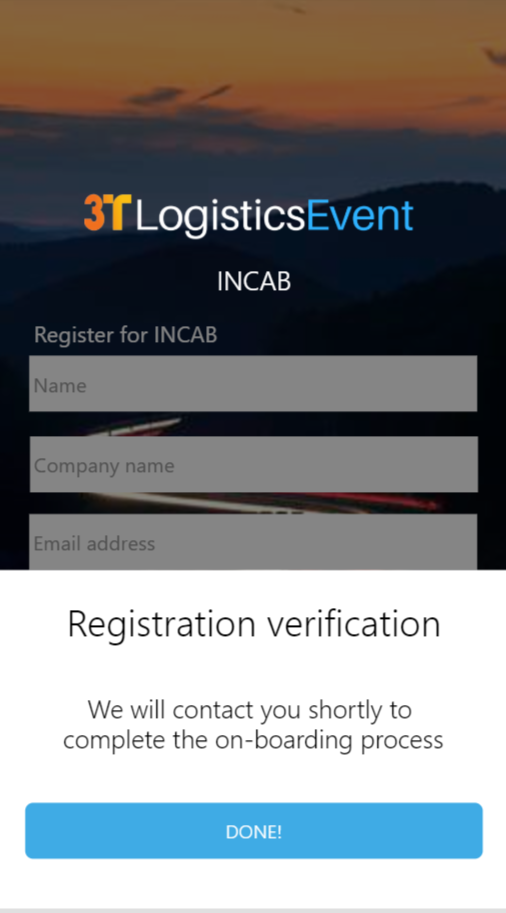 3T LogisticsEvent
INCAB
Register for INCAB
Name
Company name
Email address
Registration verification
We will contact you shortly to
complete the on-boarding process
DONE!